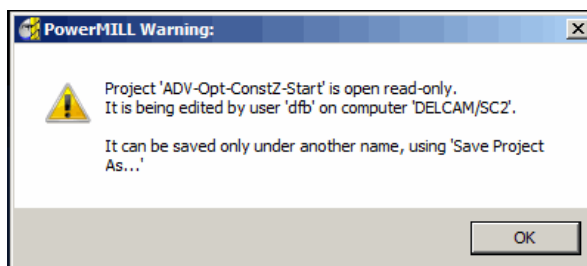 PowerMILL Warning:
Project 'ADV-Opt-ConstZ-Start' is open read-only.
It is being edited by user 'dfb' on computer 'DELCAM/SC2'.
It can be saved only under another name, using 'Save Project
As...'
OK